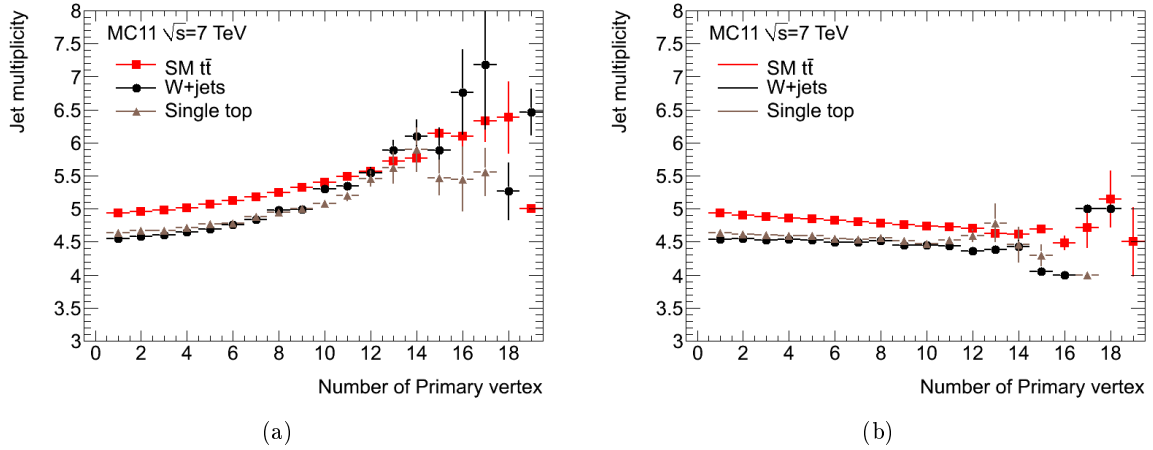 Jet multiplicity
8
7.5
7
6.5
6
5.5
5
4.5
4
3.5
3
MC11 √s=7 TeV
SM tt̄
W+jets
Single top
0 2 4 6 8 10 12 14 16 18
Number of Primary vertex
(a)
Jet multiplicity
8
7.5
7
6.5
6
5.5
5
4.5
4
3.5
3
MC11 √s=7 TeV
SM tt̄
W+jets
Single top
0 2 4 6 8 10 12 14 16 18
Number of Primary vertex
(b)